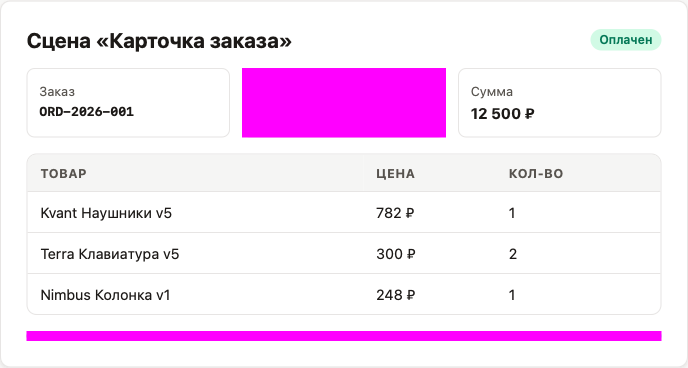 Сцена «Карточка заказа»
Оплачен
Заказ
ORD-2026-001
Сумма
12 500 ₽
ТОВАР ЦЕНА КОЛ-ВО
Kvant Наушники v5 782 ₽ 1
Terra Клавиатура v5 300 ₽ 2
Nimbus Колонка v1 248 ₽ 1